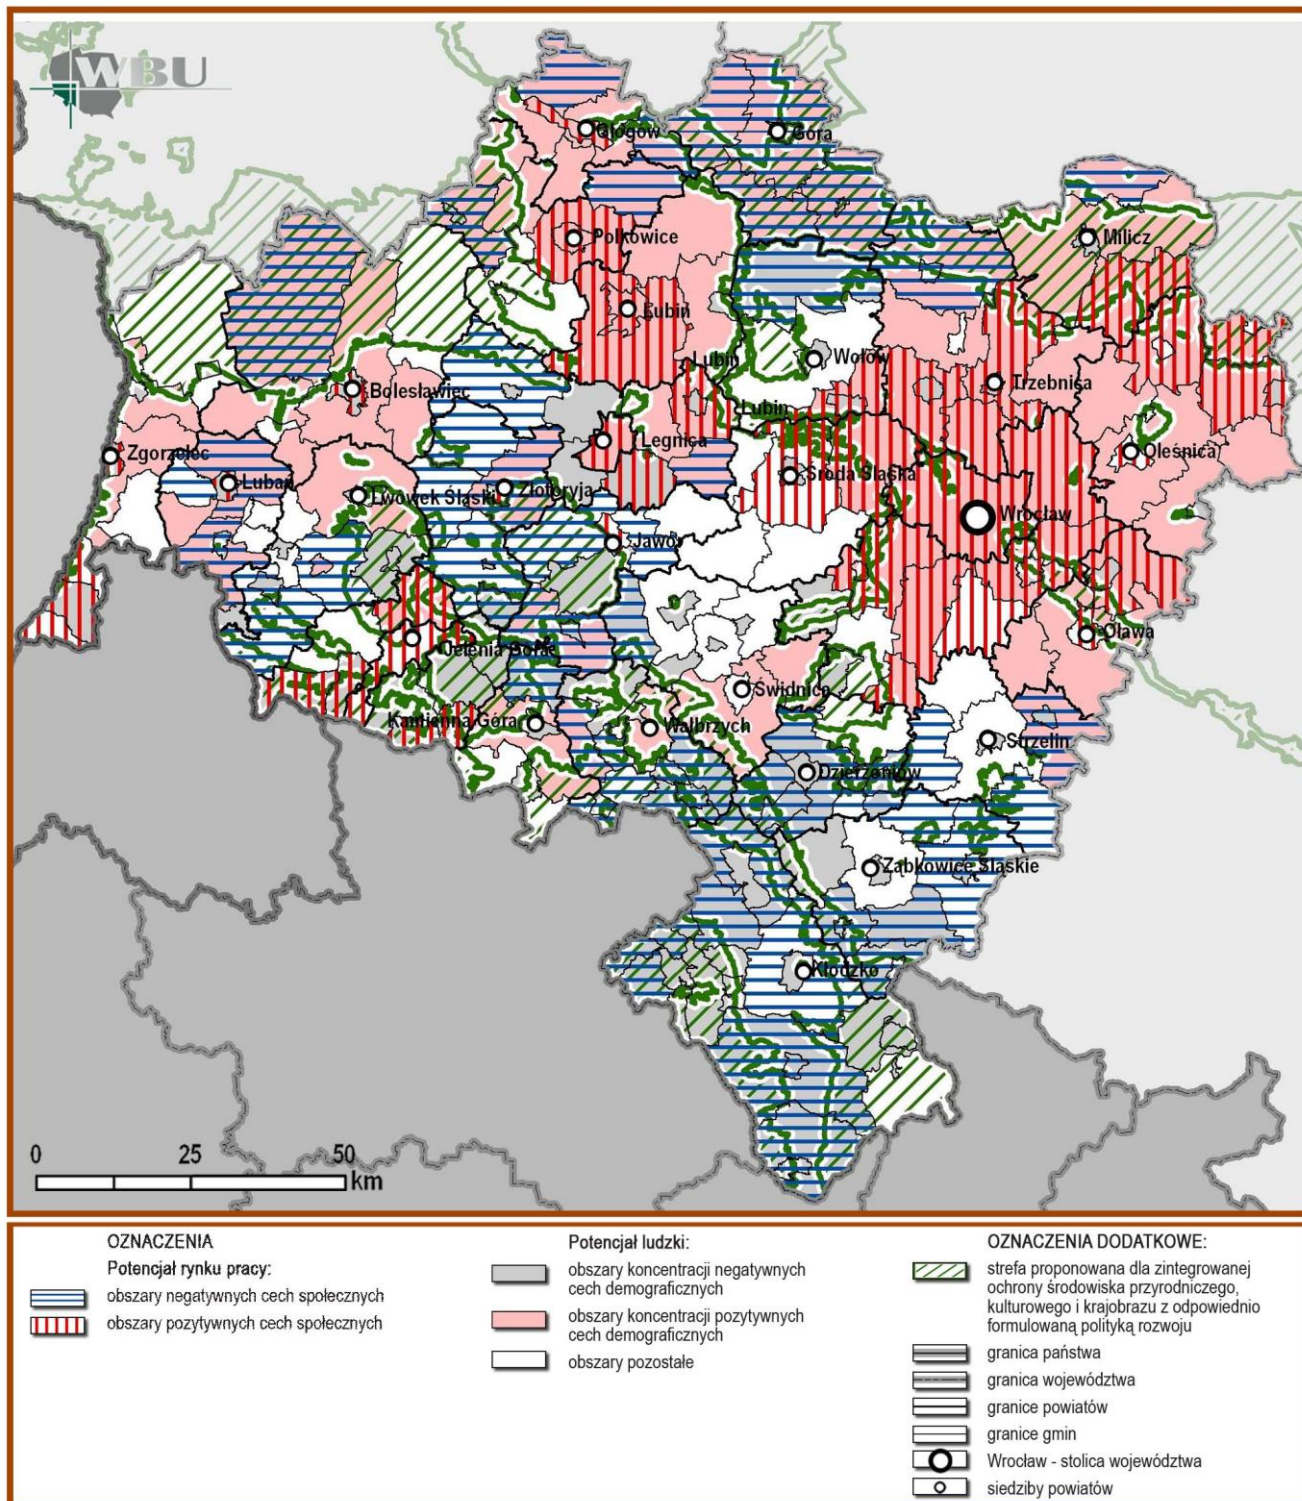 WBU
Głogów
Góra
Polkowice
Milicz
Lubin
Lubin
Wołów
Trzebnica
Bolesławiec
Lubin
Legnica
Oleśnica
Zgorzelec
Lubań
Lwówek Śląski
Złotoryja
Środa Śląska
Wrocław
Jawor
Jelenia Góra
Oława
Świdnica
Kamienna Góra
Wałbrzych
Strzelin
Dzierżoniów
Ząbkowice Śląskie
Kłodzko
0 25 50
km
OZNACZENIA
Potencjał rynku pracy:
obszary negatywnych cech społecznych
obszary pozytywnych cech społecznych
Potencjał ludzki:
obszary koncentracji negatywnych
cech demograficznych
obszary koncentracji pozytywnych
cech demograficznych
obszary pozostałe
OZNACZENIA DODATKOWE:
strefa proponowana dla zintegrowanej
ochrony środowiska przyrodniczego,
kulturowego i krajobrazu z odpowiednio
formulowaną polityką rozwoju
granica państwa
granica województwa
granice powiatów
granice gmin
Wrocław - stolica województwa
siedziby powiatów